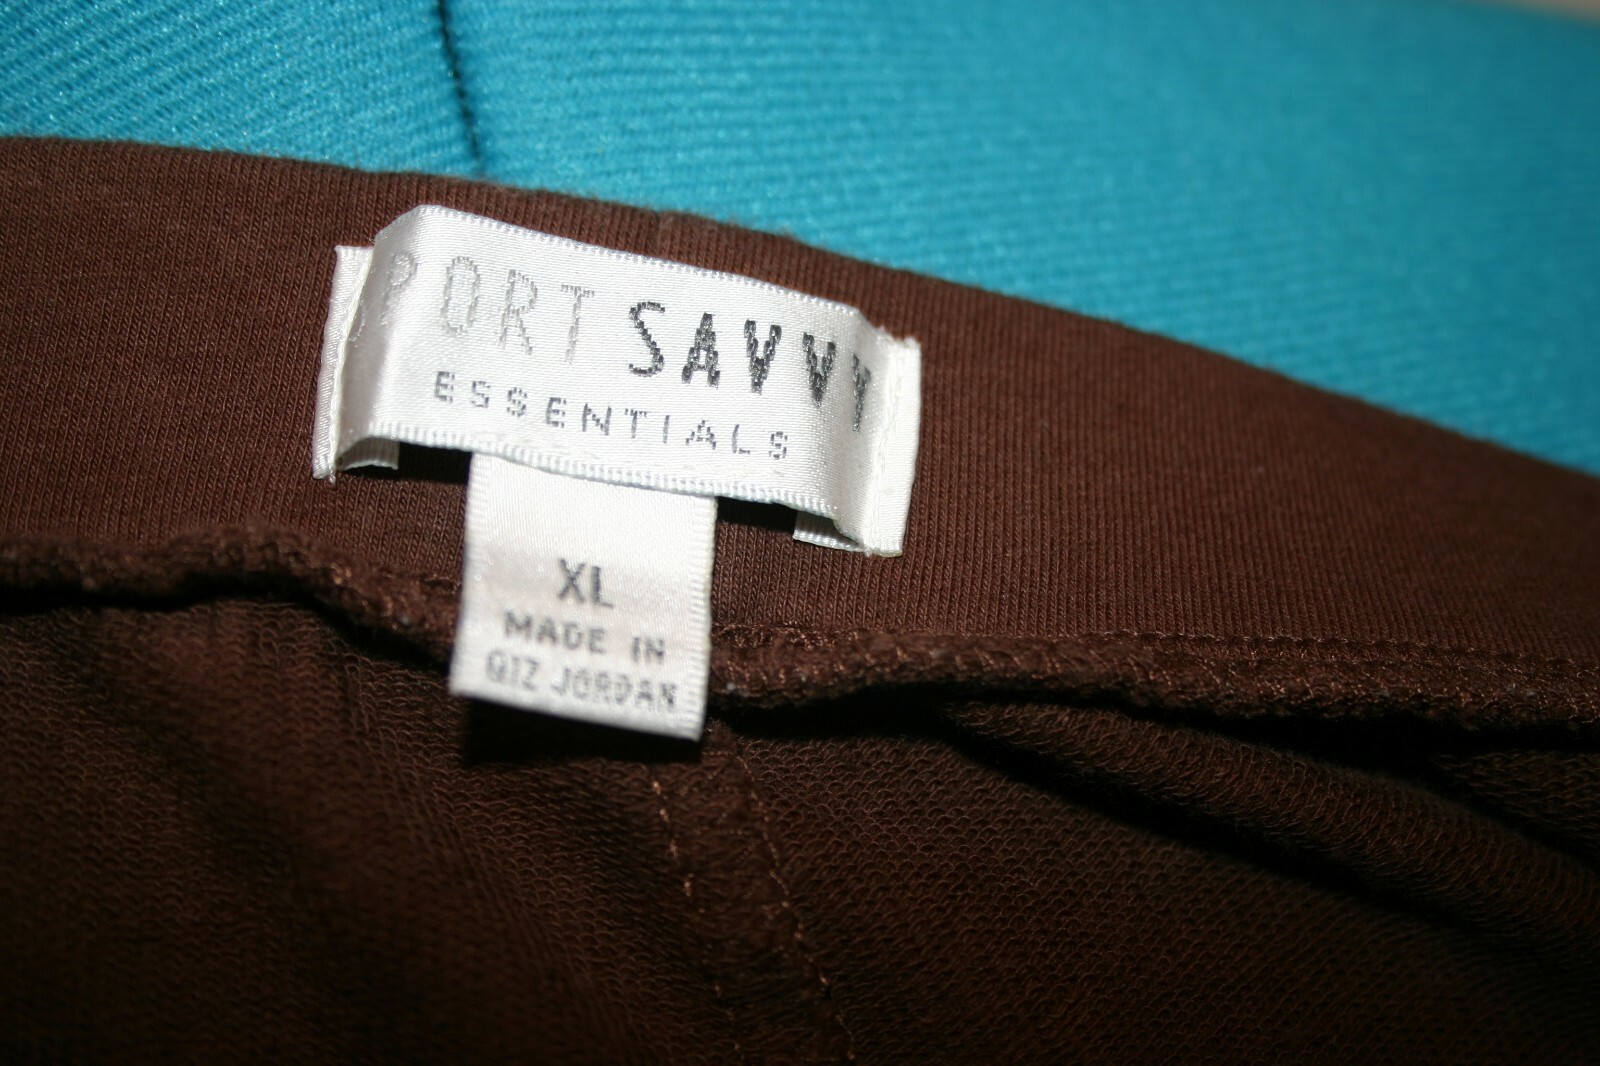 PORT SAVVY
ESSENTIALS
XL
MADE IN
QIZ JORDAN